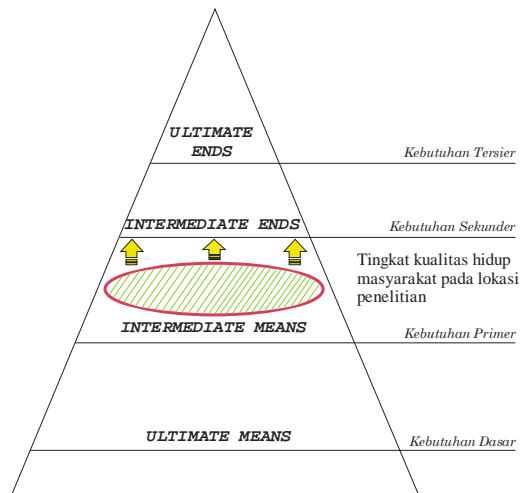 ULTIMATE
ENDS
Kebutuhan Tersier
INTERMEDIATE ENDS
Kebutuhan Sekunder
Tingkat kualitas hidup
masyarakat pada lokasi
penelitian
INTERMEDIATE MEANS
Kebutuhan Primer
ULTIMATE MEANS
Kebutuhan Dasar